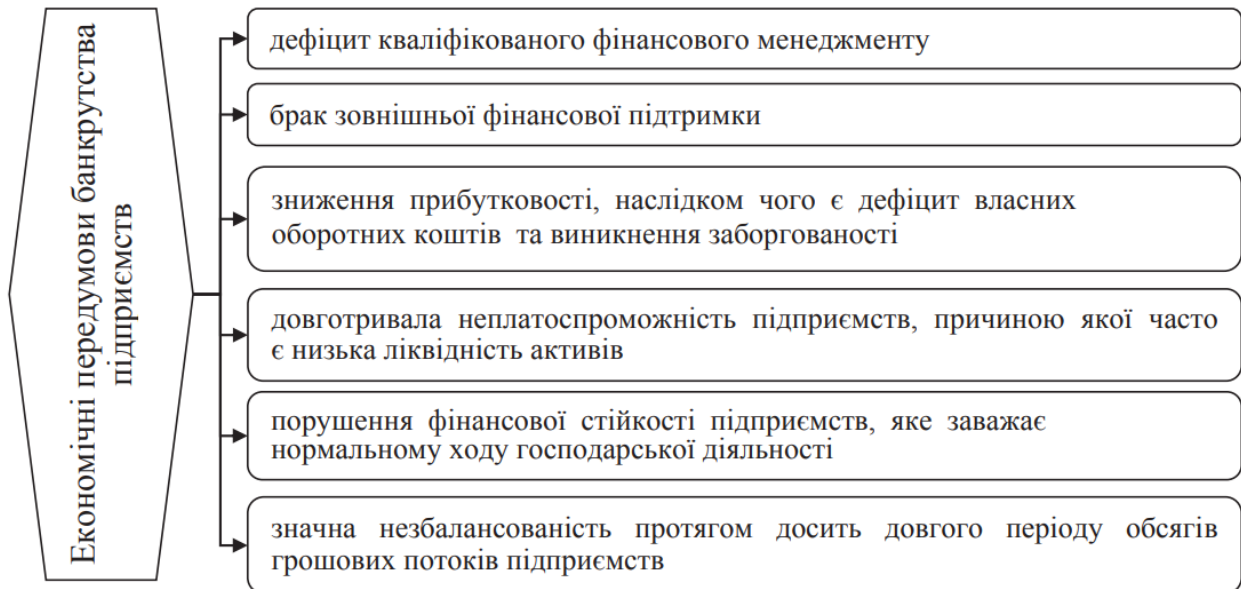 Економічні передумови банкрутства
підприємств
дефіцит кваліфікованого фінансового менеджменту
брак зовнішньої фінансової підтримки
зниження прибутковості, наслідком чого є дефіцит власних
оборотних коштів та виникнення заборгованості
довготривала неплатоспроможність підприємств, причиною якої часто
є низька ліквідність активів
порушення фінансової стійкості підприємств, яке заважає
нормальному ходу господарської діяльності
значна незбалансованість протягом досить довгого періоду обсягів
грошових потоків підприємств